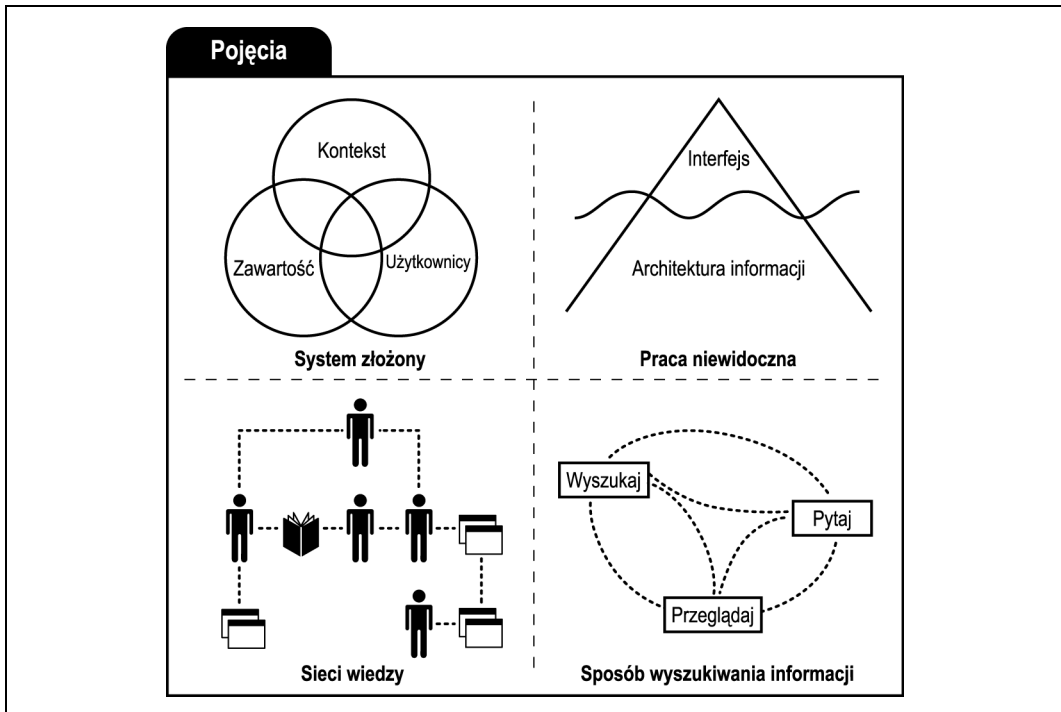 Pojęcia
Kontekst
Zawartość
Użytkownicy
System złożony
Interfejs
Architektura informacji
Praca niewidoczna
Sieci wiedzy
Wyszukaj
Pytaj
Przeglądaj
Sposób wyszukiwania informacji